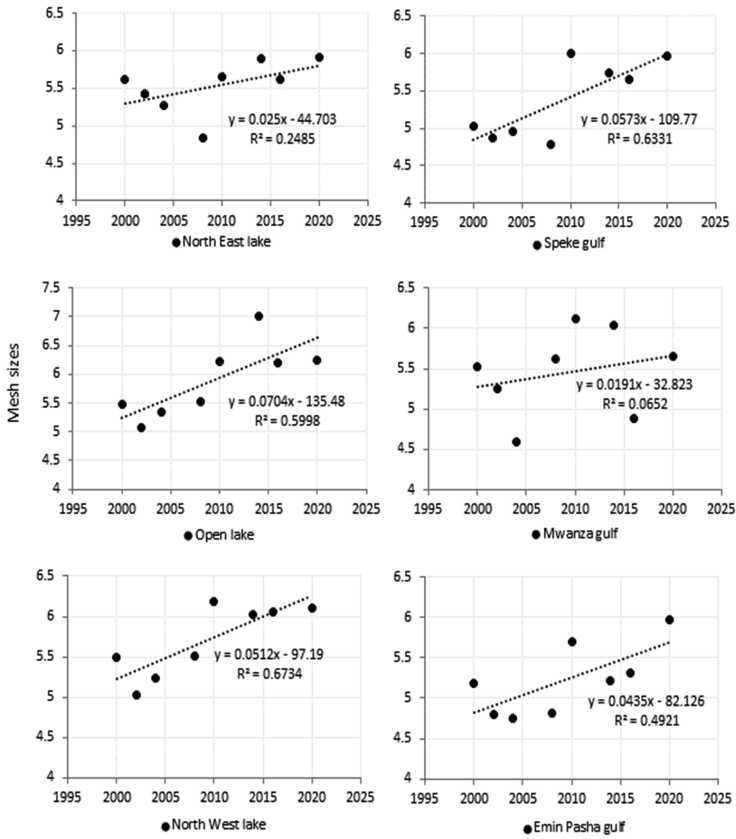 6.5
6
5.5
5
4.5
4
y = 0.025x - 44.703
R² = 0.2485
1995 2000 2005 2010 2015 2020 2025
North East lake
6.5
6
5.5
5
4.5
4
y = 0.0573x - 109.77
R² = 0.6331
1995 2000 2005 2010 2015 2020 2025
Speke gulf
Mesh sizes
7.5
7
6.5
6
5.5
5
4.5
4
y = 0.0704x - 135.48
R² = 0.5998
1995 2000 2005 2010 2015 2020 2025
Open lake
6.5
6
5.5
5
4.5
4
y = 0.0191x - 32.823
R² = 0.0652
1995 2000 2005 2010 2015 2020 2025
Mwanza gulf
6.5
6
5.5
5
4.5
4
y = 0.0512x - 97.19
R² = 0.6734
1995 2000 2005 2010 2015 2020 2025
North West lake
6.5
6
5.5
5
4.5
4
y = 0.0435x - 82.126
R² = 0.4921
1995 2000 2005 2010 2015 2020 2025
Emin Pasha gulf